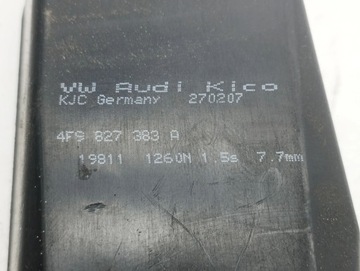 VW Audi Kico
KJC Germany 270207
4F9 827 383 A
19811 1260N 1.5s 7.7mm